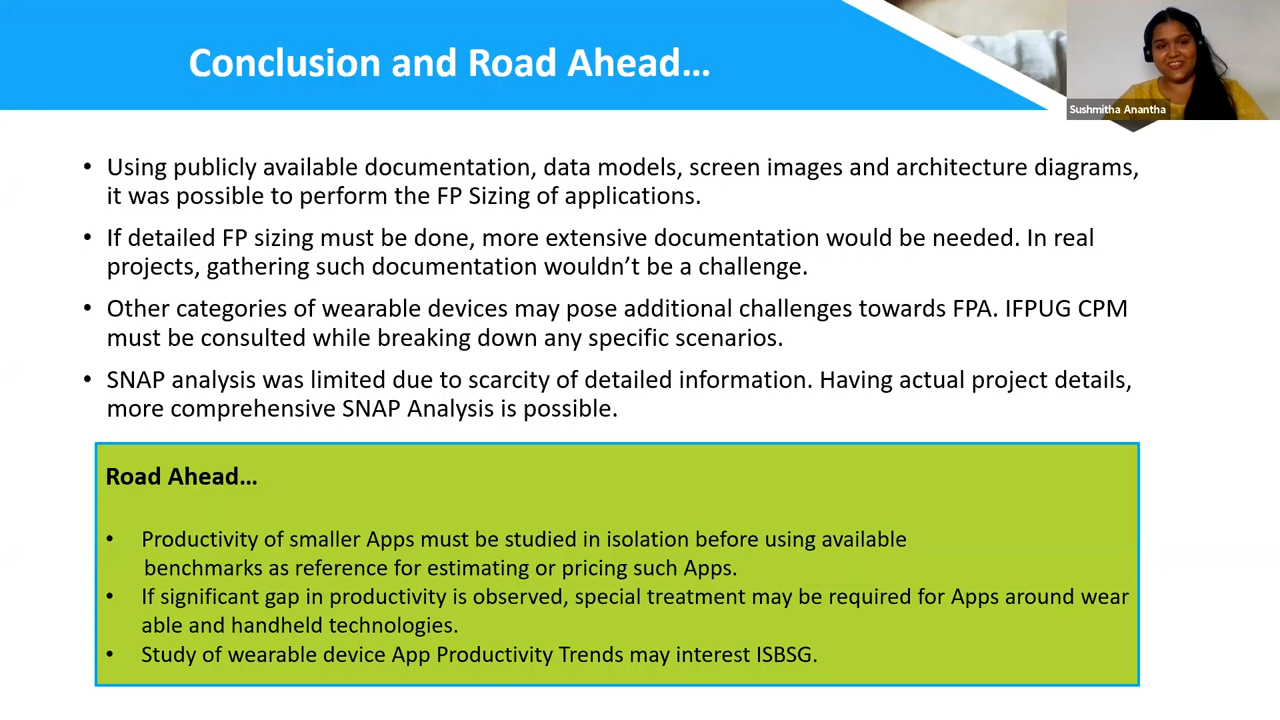 Conclusion and Road Ahead...
Sushmitha Anantha
• Using publicly available documentation, data models, screen images and architecture diagrams,
it was possible to perform the FP Sizing of applications.
• If detailed FP sizing must be done, more extensive documentation would be needed. In real
projects, gathering such documentation wouldn’t be a challenge.
• Other categories of wearable devices may pose additional challenges towards FPA. IFPUG CPM
must be consulted while breaking down any specific scenarios.
• SNAP analysis was limited due to scarcity of detailed information. Having actual project details,
more comprehensive SNAP Analysis is possible.
Road Ahead...
• Productivity of smaller Apps must be studied in isolation before using available
benchmarks as reference for estimating or pricing such Apps.
• If significant gap in productivity is observed, special treatment may be required for Apps around wear
able and handheld technologies.
• Study of wearable device App Productivity Trends may interest ISBSG.